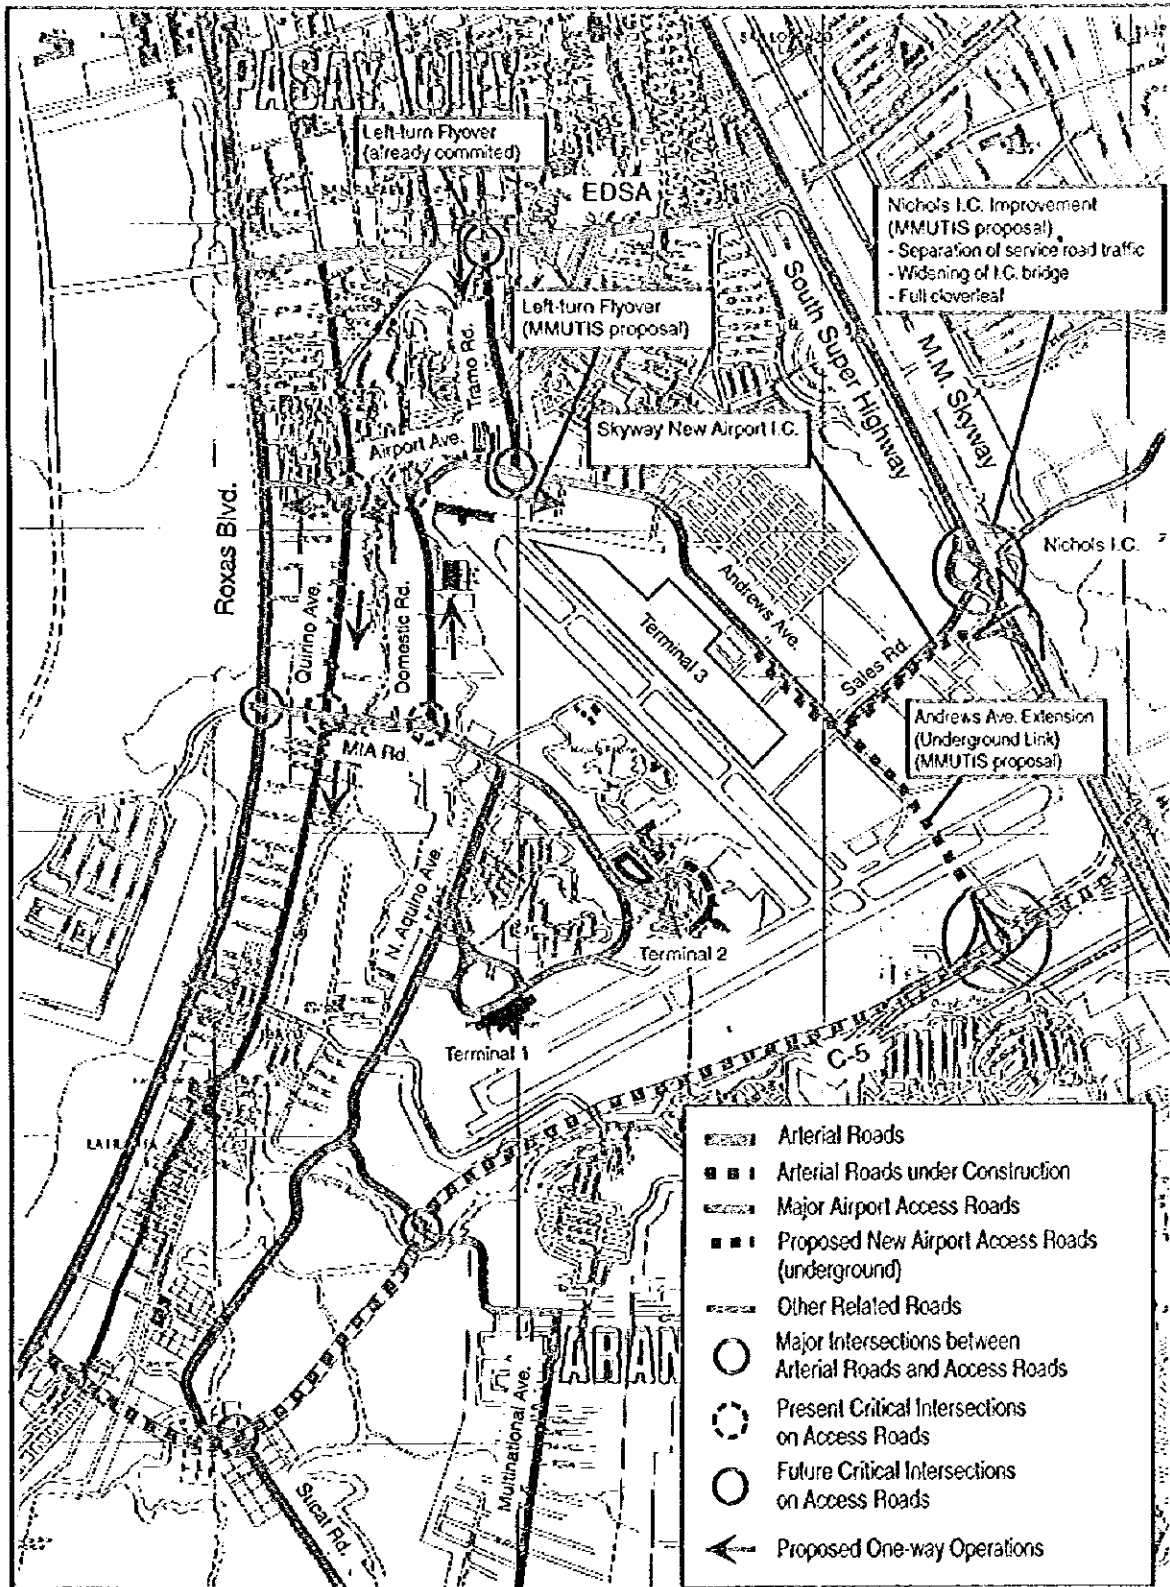 PASAY CITY
Left-turn Flyover
(already commited)
EDSA
Nichols I.C. Improvement
(MMUTIS proposal)
- Separation of service road traffic
- Widening of I.C. bridge
- Full cloverleaf
Left-turn Flyover
(MMUTIS proposal)
Tramo Rd.
South Super Highway
M.M. Skyway
Skyway New Airport I.C.
Airport Ave.
Roxas Blvd.
Nichols I.C.
Andrews Ave.
Quirino Ave.
Domestic Rd.
Terminal 3
Sales Rd.
Andrews Ave. Extension
(Underground Link)
(MMUTIS proposal)
MIA Rd.
N. Aquino Ave.
Terminal 2
Terminal 1
C-5
ARAN
Multinational Ave.
Sucat Rd.
Arterial Roads
Arterial Roads under Construction
Major Airport Access Roads
Proposed New Airport Access Roads
(underground)
Other Related Roads
Major Intersections between
Arterial Roads and Access Roads
Present Critical Intersections
on Access Roads
Future Critical Intersections
on Access Roads
Proposed One-way Operations